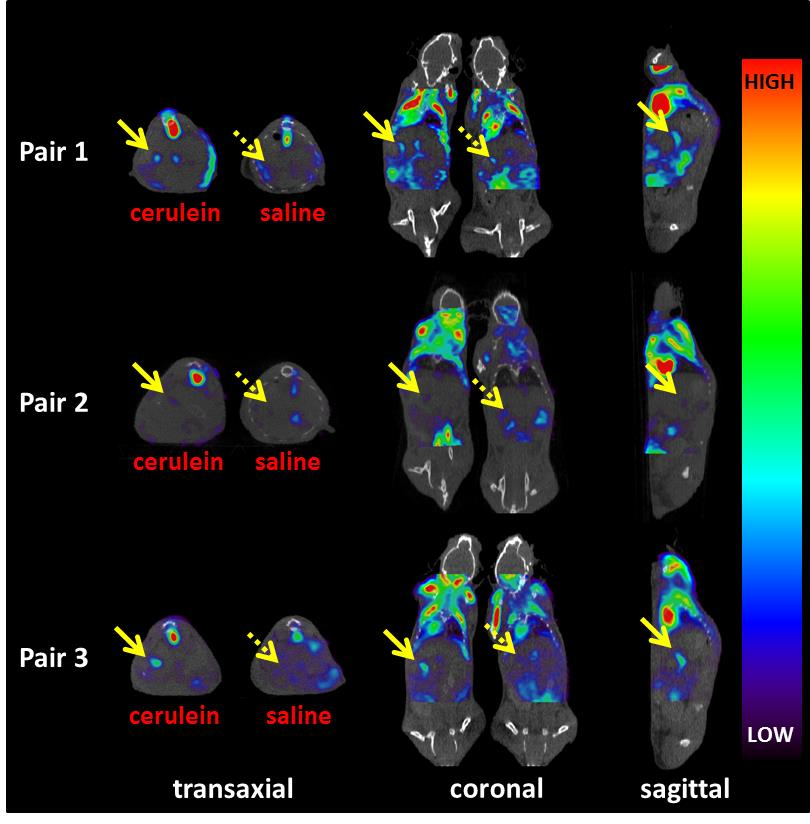 HIGH
Pair 1
cerulein saline
Pair 2
cerulein saline
Pair 3
cerulein saline
LOW
transaxial coronal sagittal